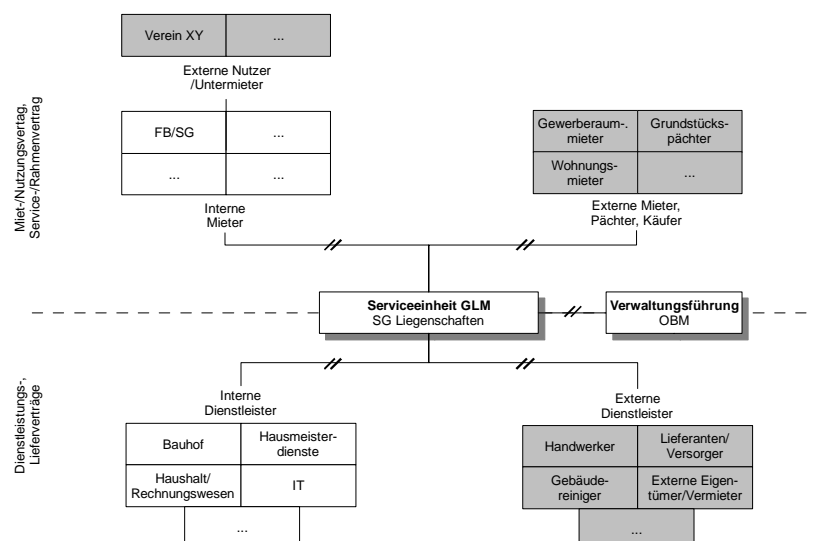 Verein XY
...
Externe Nutzer
/Untermieter
Miet-/Nutzungsvertag,
Service-/Rahmenvertrag
FB/SG
...
...
...
Interne
Mieter
Gewerberaum-.
mieter
Grundstücks-
pächter
Wohnungs-
mieter
...
Externe Mieter,
Pächter, Käufer
Serviceeinheit GLM
SG Liegenschaften
Verwaltungsführung
OBM
Dienstleistungs-,
Lieferverträge
Interne
Dienstleister
Bauhof
Hausmeister-
dienste
Haushalt/
Rechnungswesen
IT
...
Externe
Dienstleister
Handwerker
Lieferanten/
Versorger
Gebäude-
reiniger
Externe Eigen-
tümer/Vermieter
...